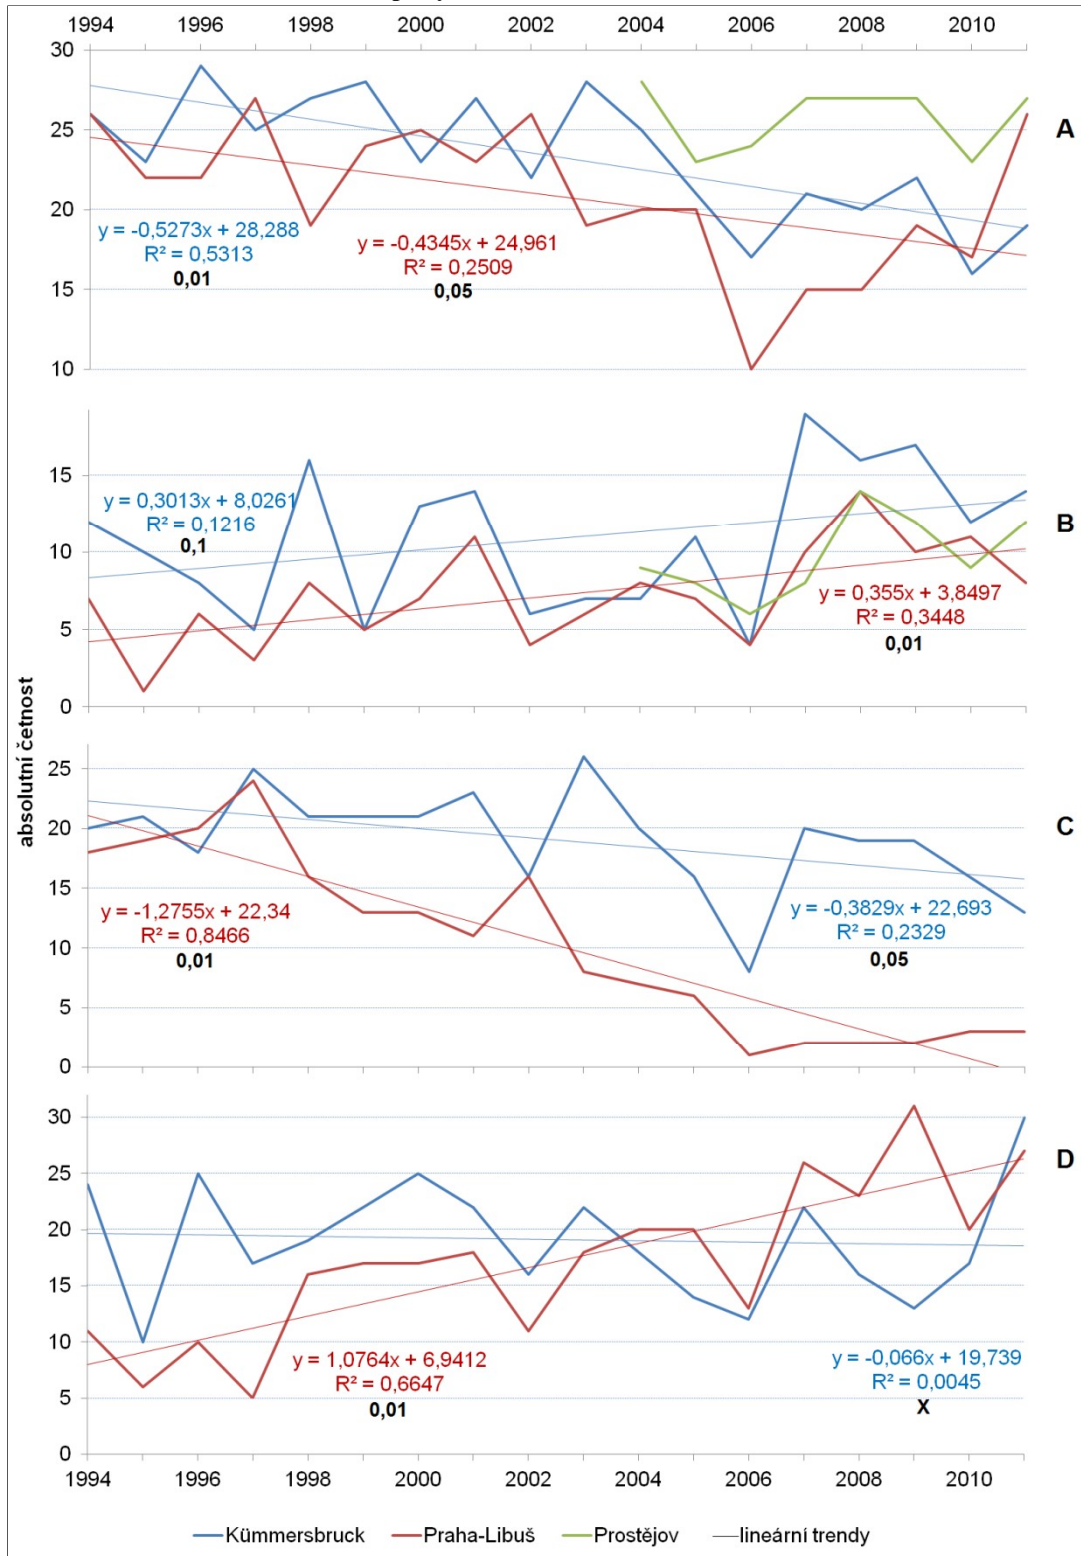 1994 1996 1998 2000 2002 2004 2006 2008 2010
30
A
25
20
y = -0,5273x + 28,288
R² = 0,5313
0,01
y = -0,4345x + 24,961
R² = 0,2509
0,05
15
10
B
15
y = 0,3013x + 8,0261
R² = 0,1216
0,1
10
y = 0,355x + 3,8497
R² = 0,3448
0,01
5
0
absolutní četnost
C
25
20
15
y = -1,2755x + 22,34
R² = 0,8466
0,01
y = -0,3829x + 22,693
R² = 0,2329
0,05
10
5
0
D
30
25
20
15
10
y = 1,0764x + 6,9412
R² = 0,6647
0,01
y = -0,066x + 19,739
R² = 0,0045
X
5
0
1994 1996 1998 2000 2002 2004 2006 2008 2010
Kümmersbruck Praha-Libuš Prostějov lineární trendy